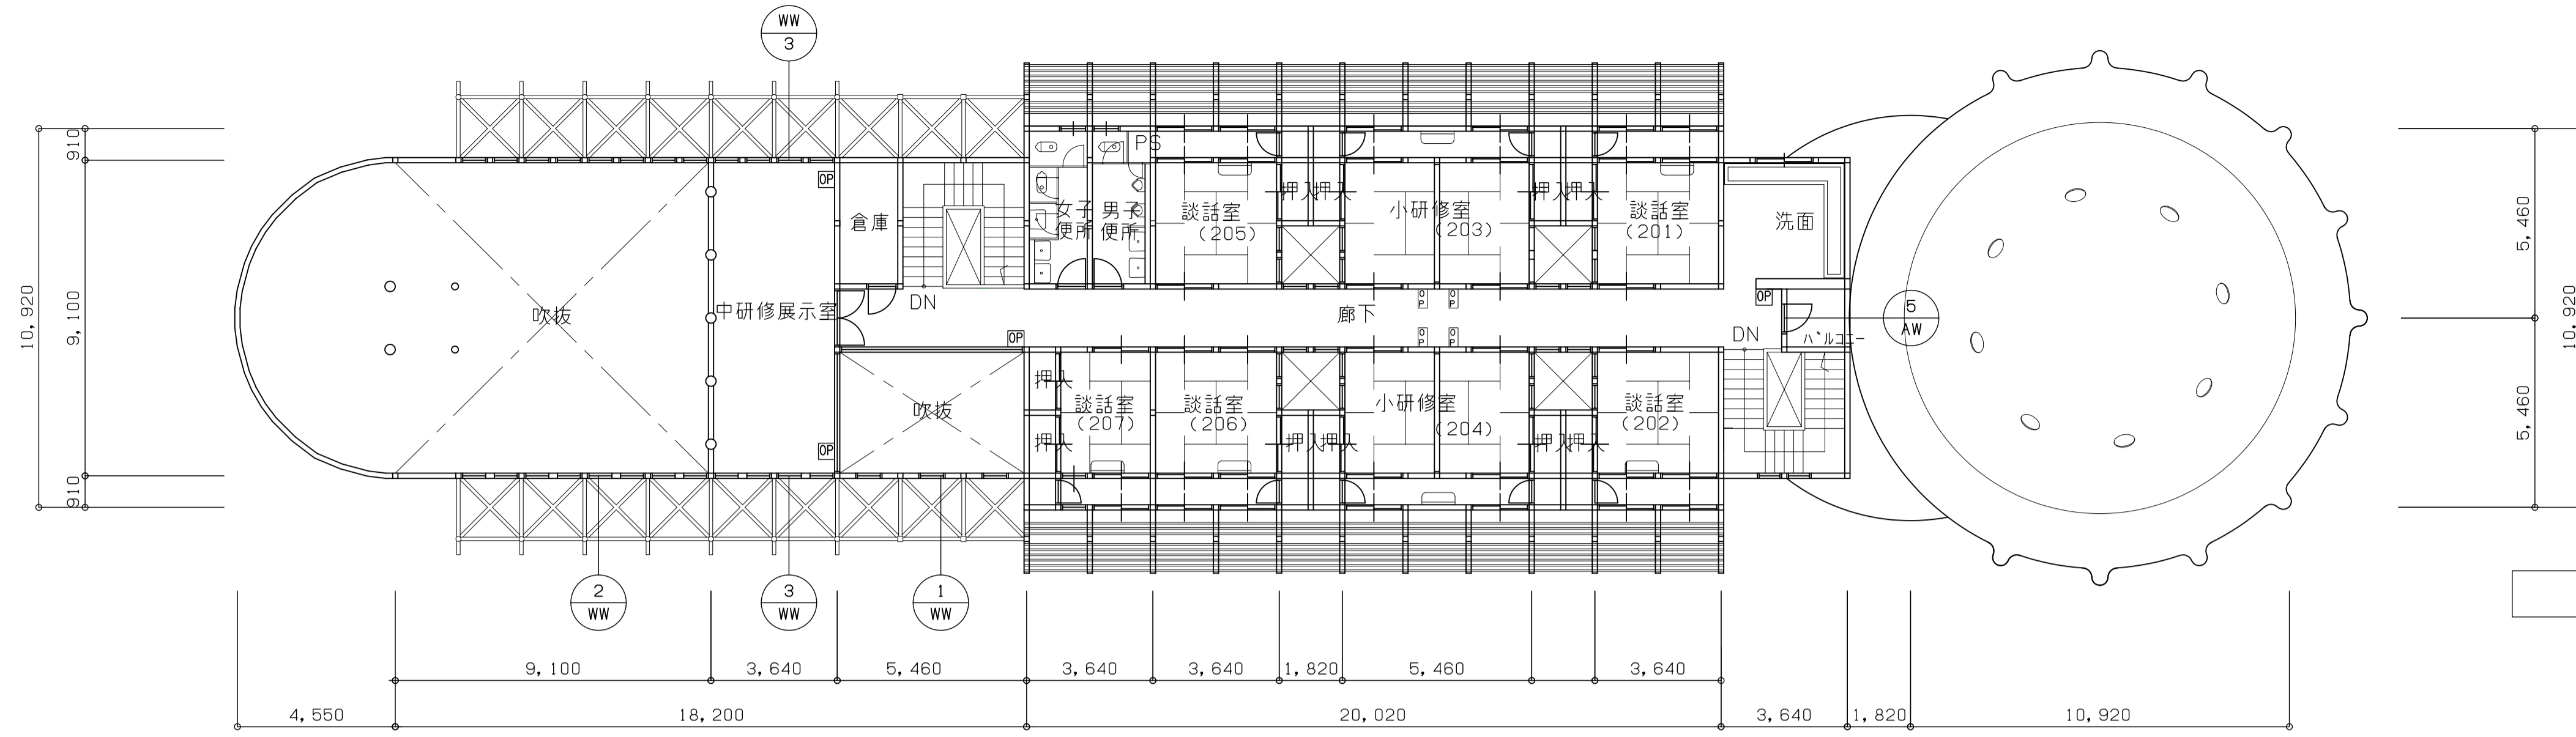 WW
3
910
9,100
910
10,920
OP
PS
倉庫
女子
便所
男子
便所
談話室
(205)
押入
押入
小研修室
(203)
押入
押入
談話室
(201)
洗面
5,460
5,460
10,920
DN
吹抜
中研修展示室
廊下
OP
OP
OP
OP
OP
OP
OP
DN
バルコニー
5
AW
吹抜
OP
押入
押入
談話室
(207)
談話室
(206)
押入
押入
小研修室
(204)
押入
押入
談話室
(202)
2
WW
3
WW
1
WW
9,100
3,640
5,460
3,640
3,640
1,820
5,460
3,640
4,550
18,200
20,020
3,640
1,820
10,920